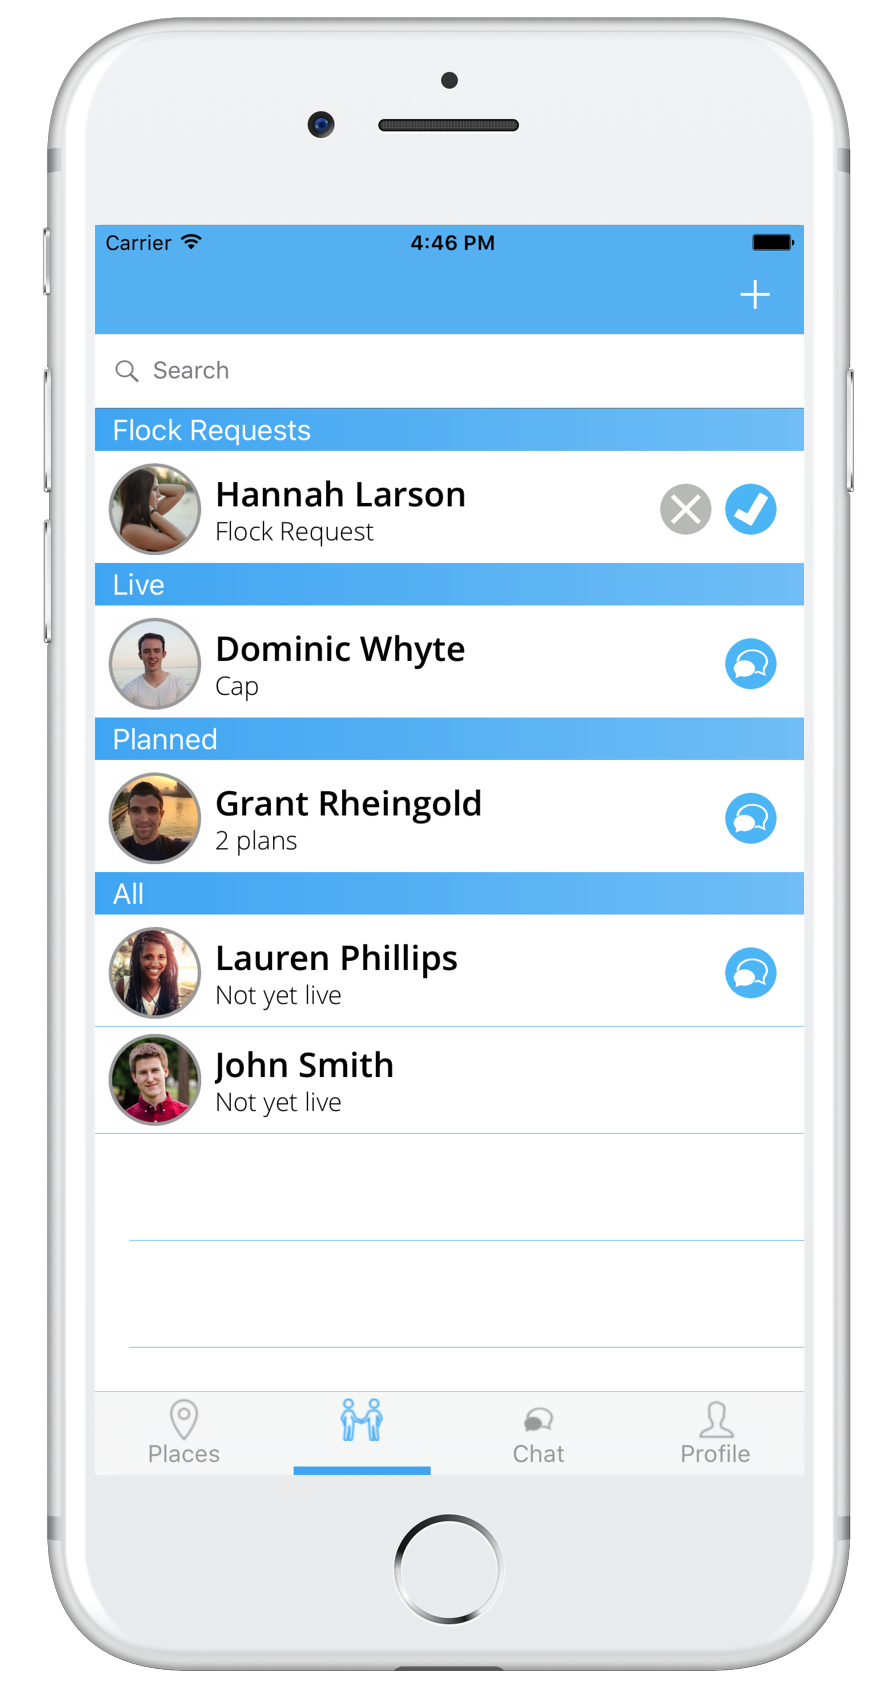 Carrier 4:46 PM
Search
Flock Requests
Hannah Larson
Flock Request
Live
Dominic Whyte
Cap
Planned
Grant Rheingold
2 plans
All
Lauren Phillips
Not yet live
John Smith
Not yet live
Places Chat Profile